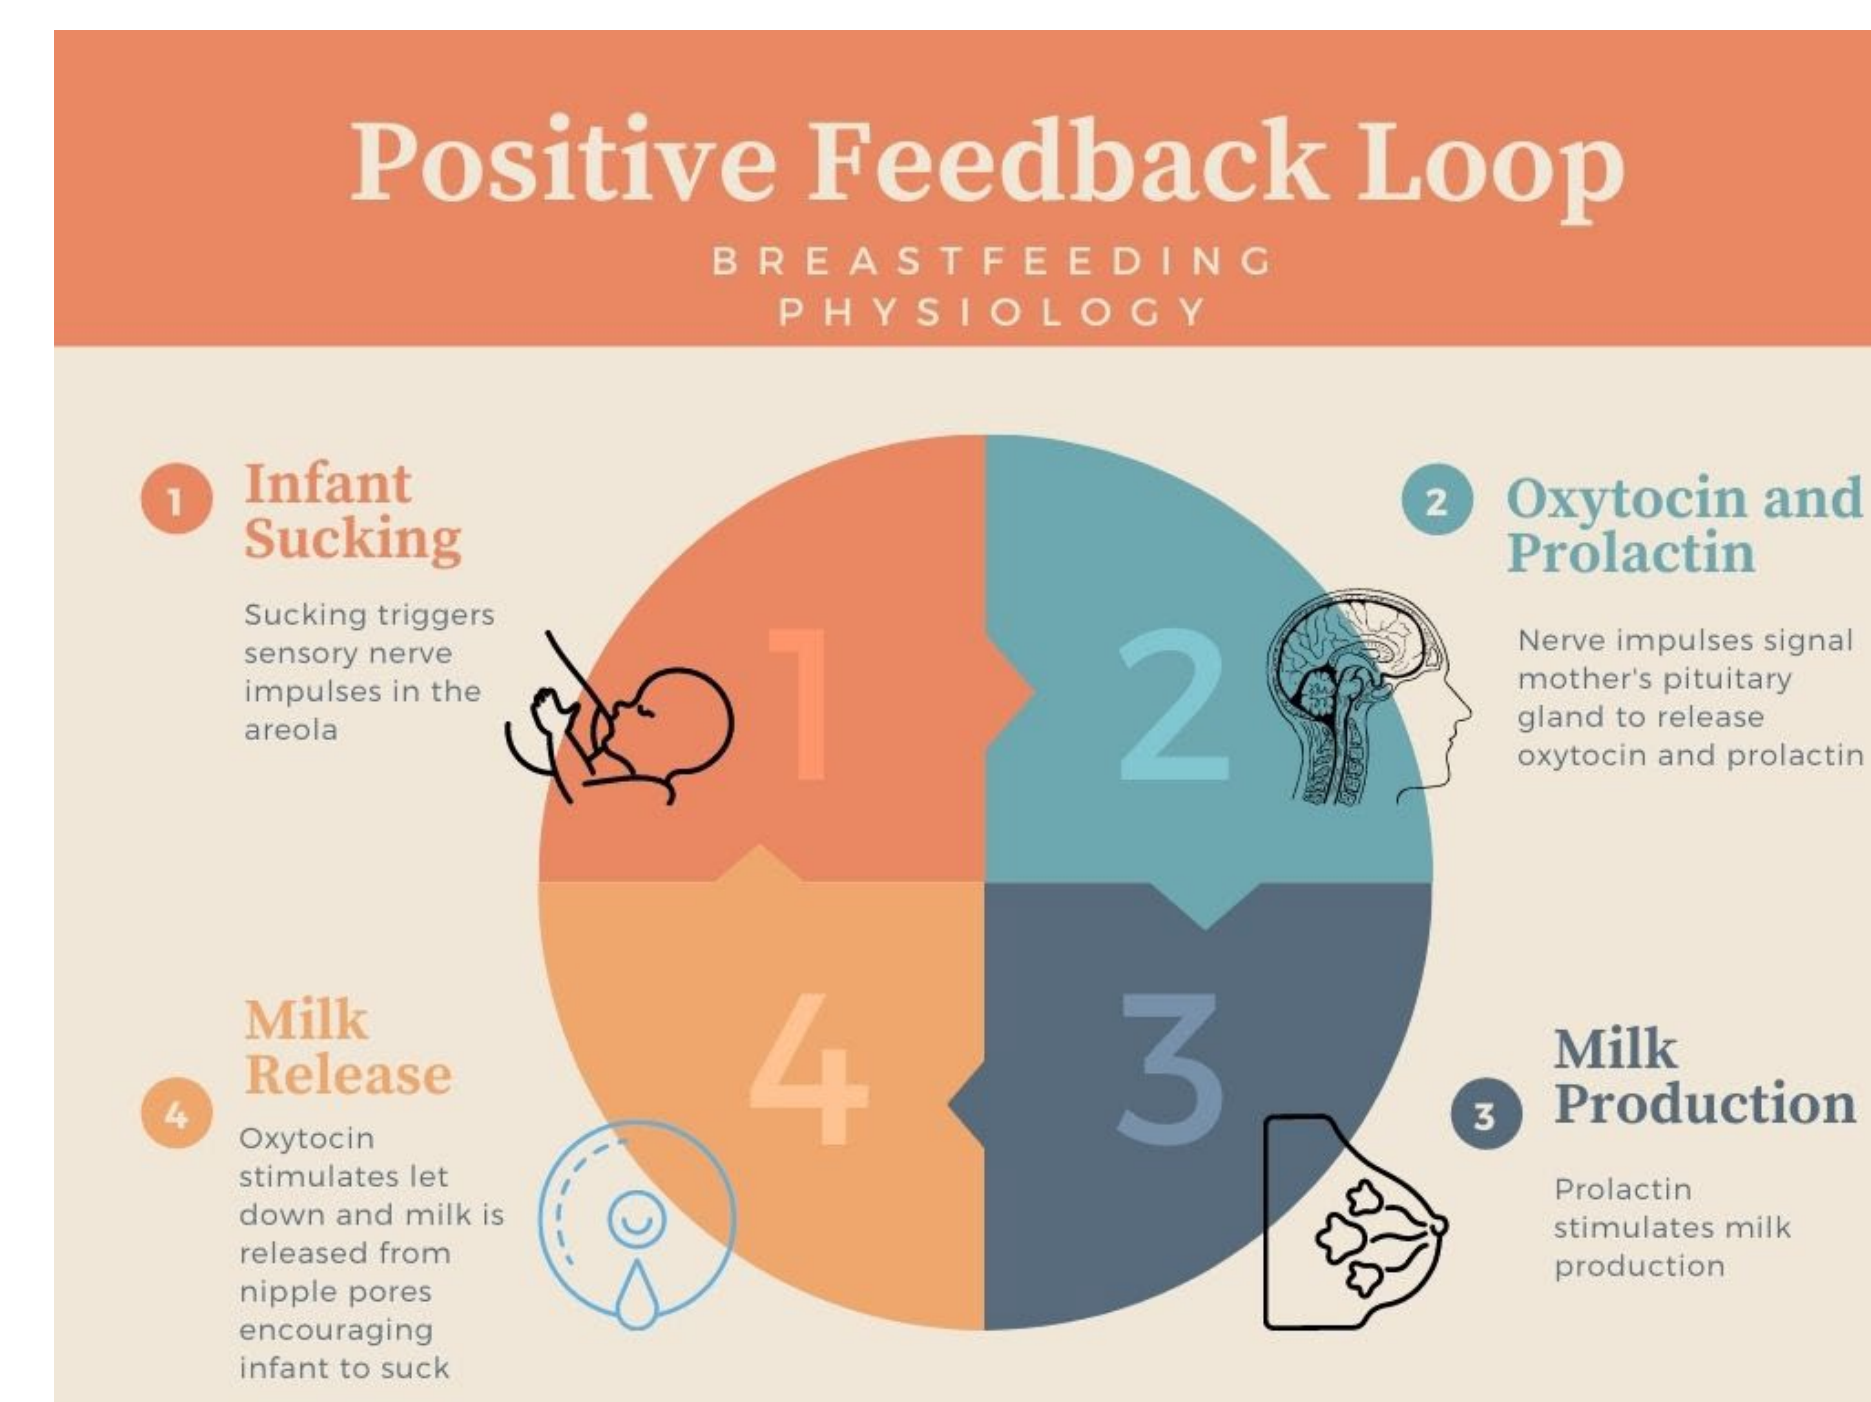 Positive Feedback Loop
BREASTFEEDING
PHYSIOLOGY
1
Infant
Sucking
Sucking triggers
sensory nerve
impulses in the
areola
2
Oxytocin and
Prolactin
Nerve impulses signal
mother's pituitary
gland to release
oxytocin and prolactin
1
2
4
3
3
Milk
Production
Prolactin
stimulates milk
production
4
Milk
Release
Oxytocin
stimulates let
down and milk is
released from
nipple pores
encouraging
infant to suck